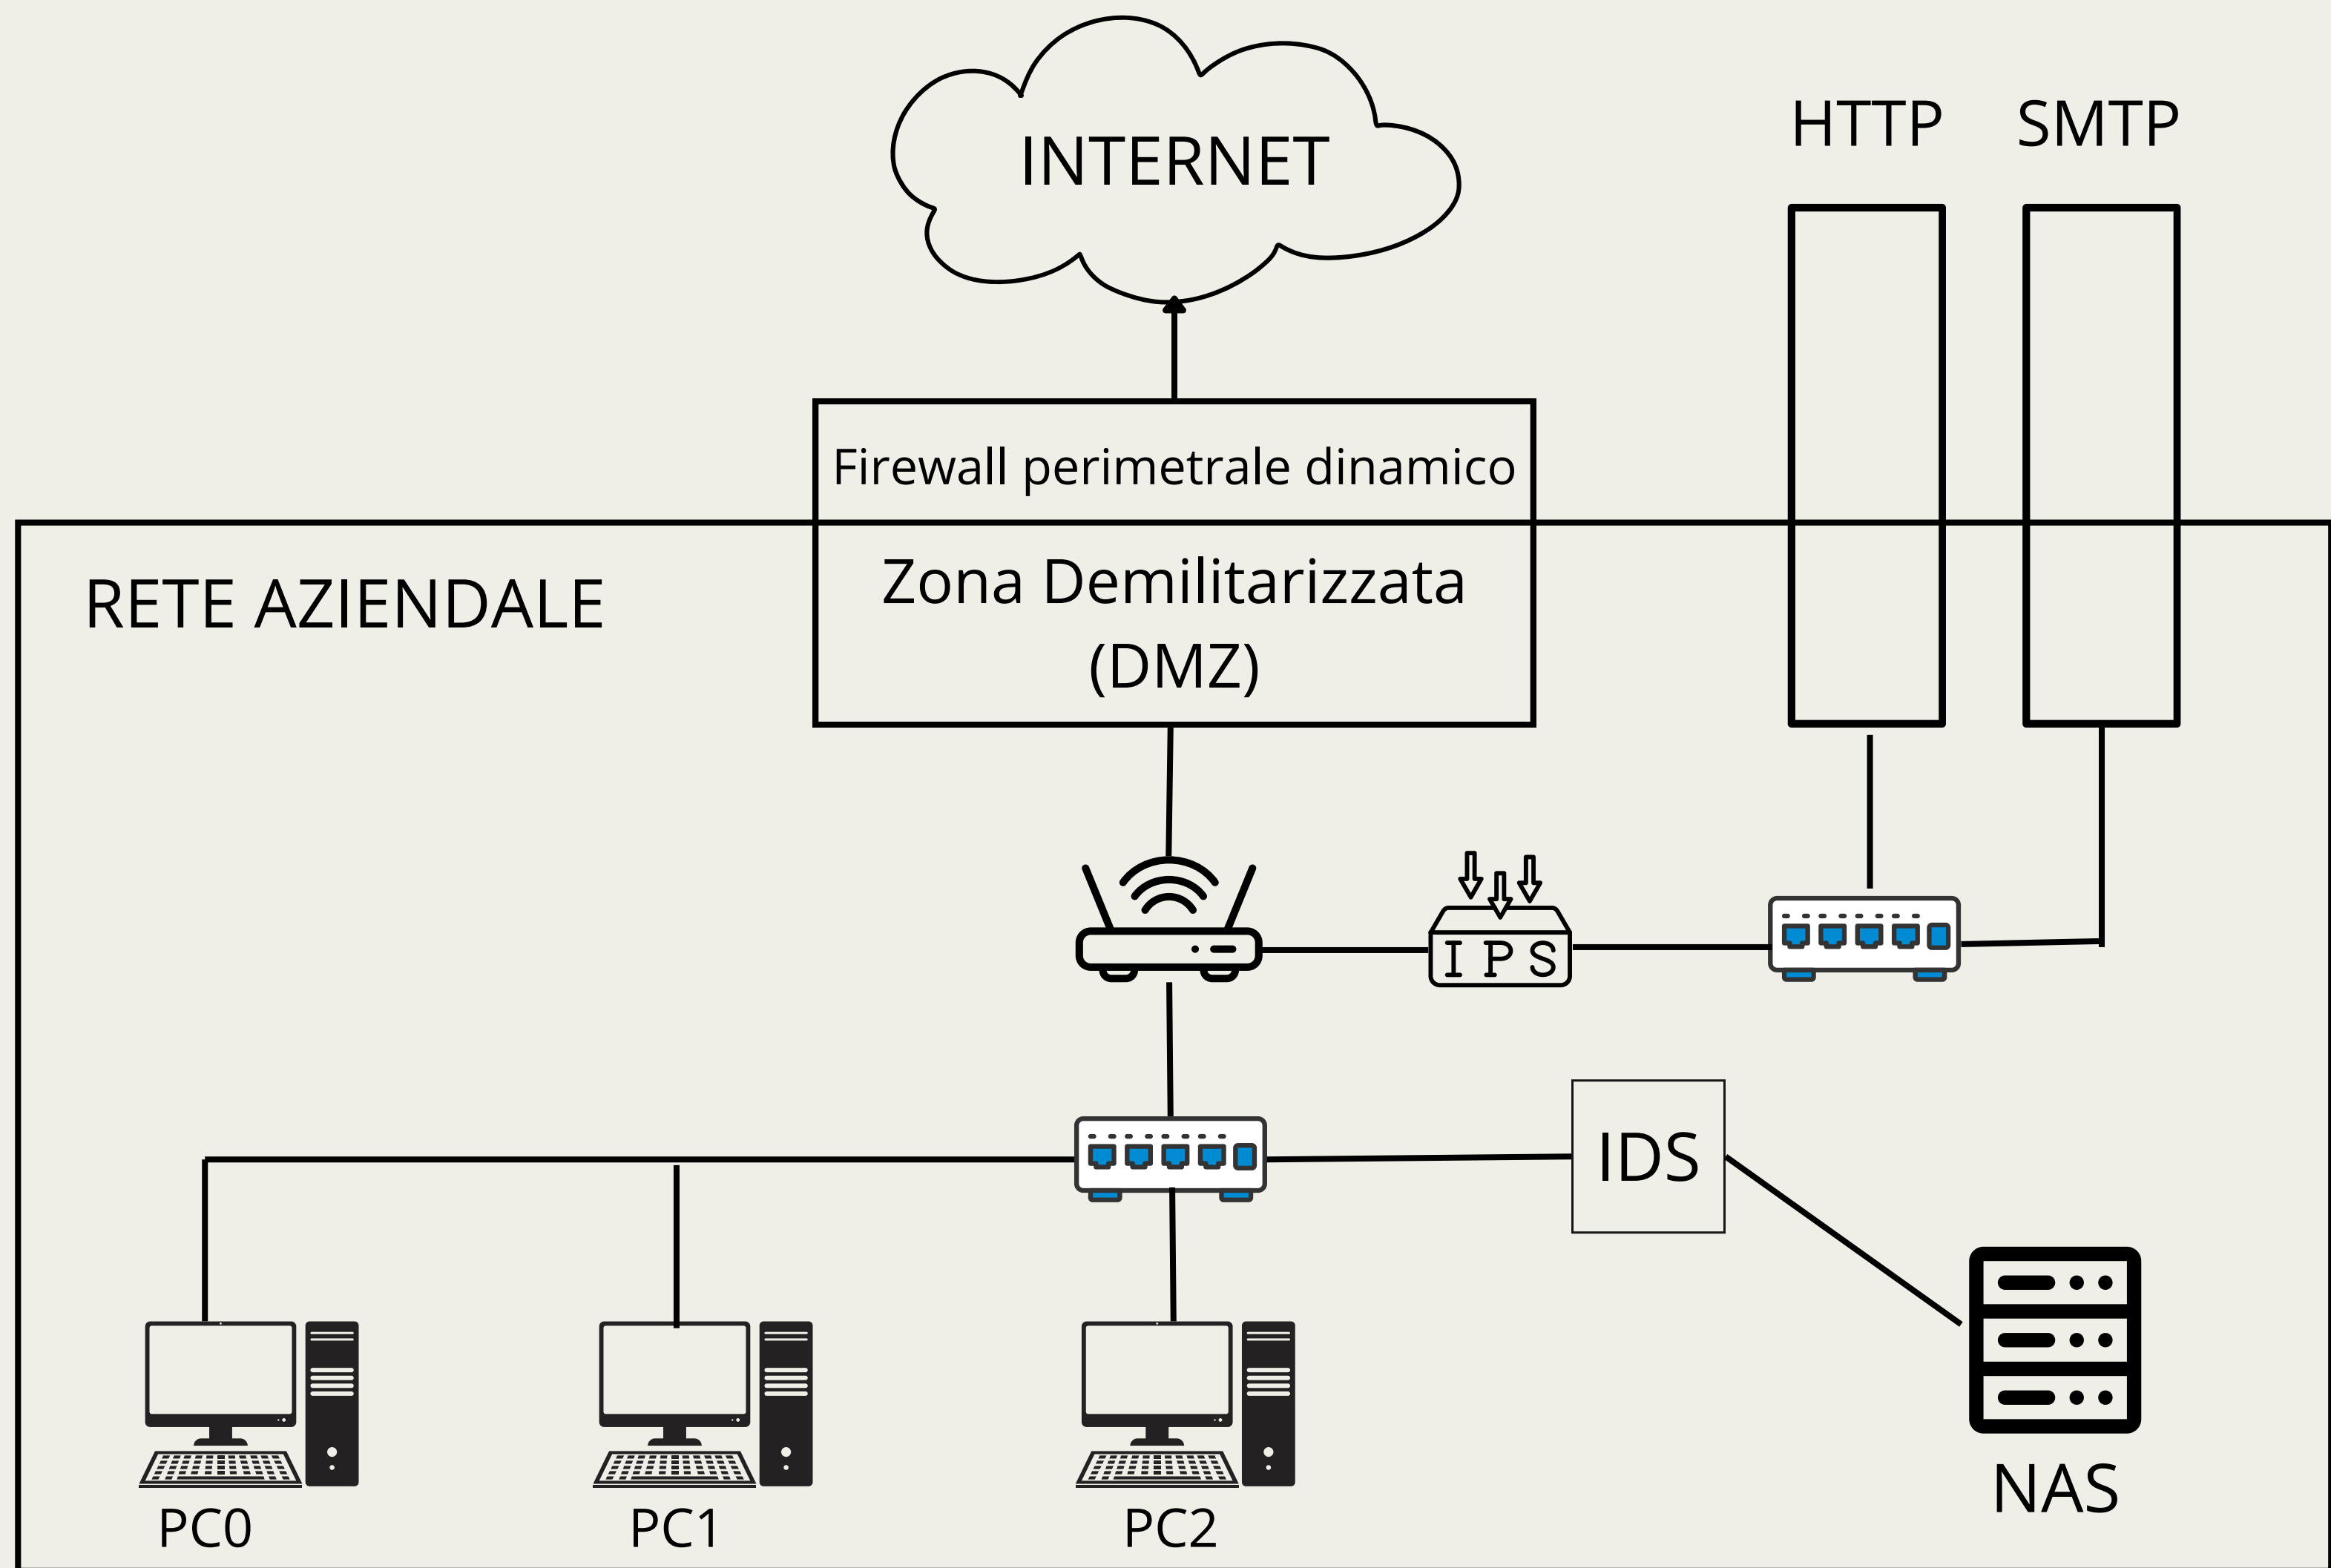 INTERNET
HTTP
SMTP
Firewall perimetrale dinamico
RETE AZIENDALE
Zona Demilitarizzata
(DMZ)
IPS
IDS
NAS
PC0
PC1
PC2